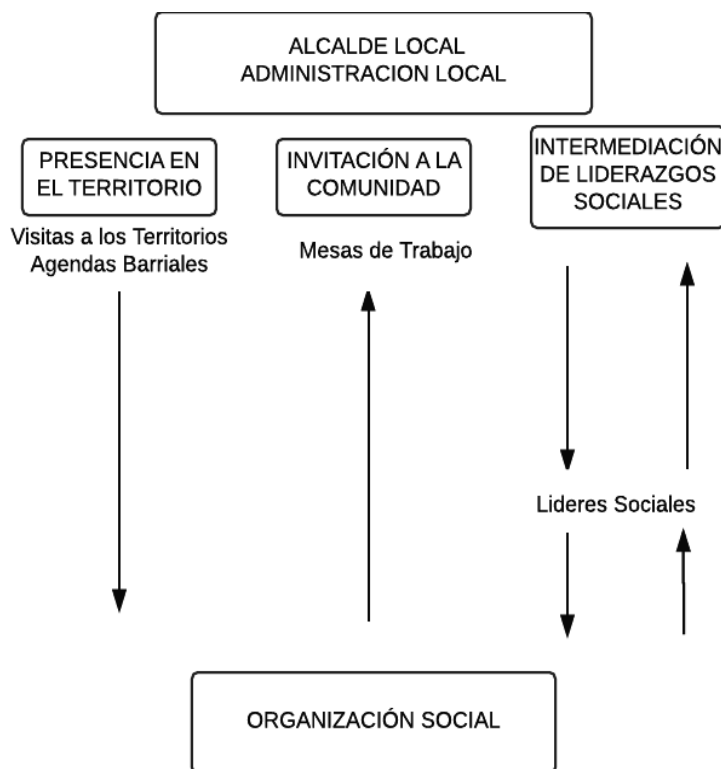 ALCALDE LOCAL
ADMINISTRACION LOCAL
PRESENCIA EN
EL TERRITORIO
INVITACIÓN A LA
COMUNIDAD
INTERMEDIACIÓN
DE LIDERAZGOS
SOCIALES
Visitas a los Territorios
Agendas Barriales
Mesas de Trabajo
Lideres Sociales
ORGANIZACIÓN SOCIAL